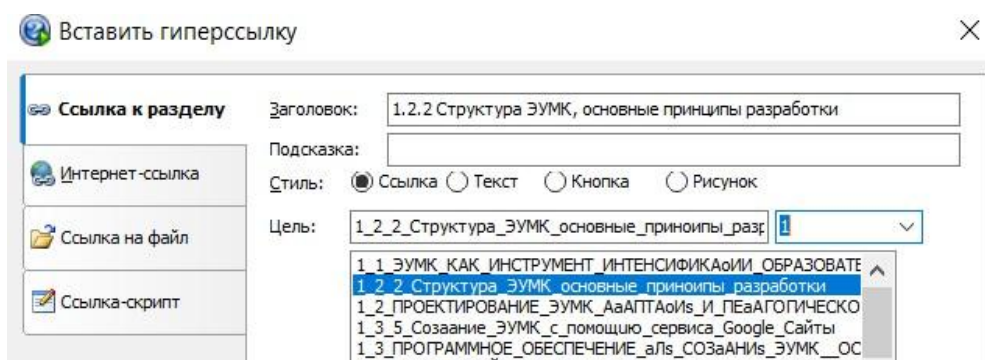 Вставить гиперссылку
Ссылка к разделу
Заголовок: 1.2.2 Структура ЭУМК, основные принципы разработки
Подсказка:
Интернет-ссылка
Стиль: Ссылка Текст Кнопка Рисунок
Ссылка на файл
Цель: 1_2_2_Структура_ЭУМК_основные_приноипы_разр 1
1_1_ЭУМК_КАК_ИНСТРУМЕНТ_ИНТЕНСИФИКАоИИ_ОБРАЗОВАТЕ
1_2_2_Структура_ЭУМК_основные_приноипы_разработки
Ссылка-скрипт
1_2_ПРОЕКТИРОВАНИЕ_ЭУМК_АаАПТАоИs_И_ПЕаАГОГИЧЕСКО
1_3_5_Созаание_ЭУМК_с_помощию_сервиса_Google_Сайты
1_3_ПРОГРАММНОЕ_ОБЕСПЕЧЕНИЕ_аЛs_СОЗаАНИs_ЭУМК__ОС